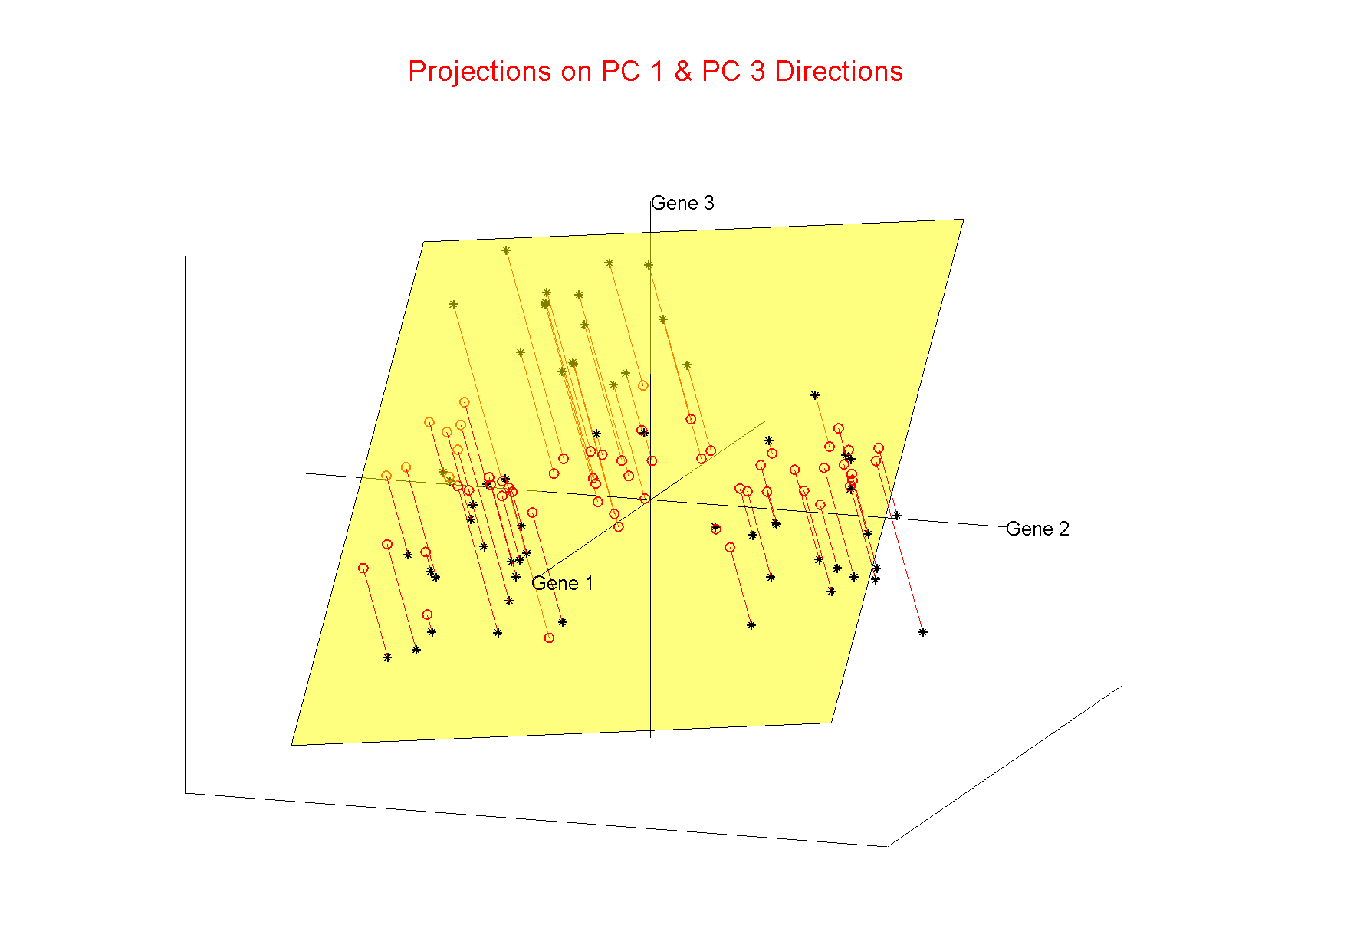 Projections on PC 1 & PC 3 Directions
Gene 3
Gene 2
Gene 1